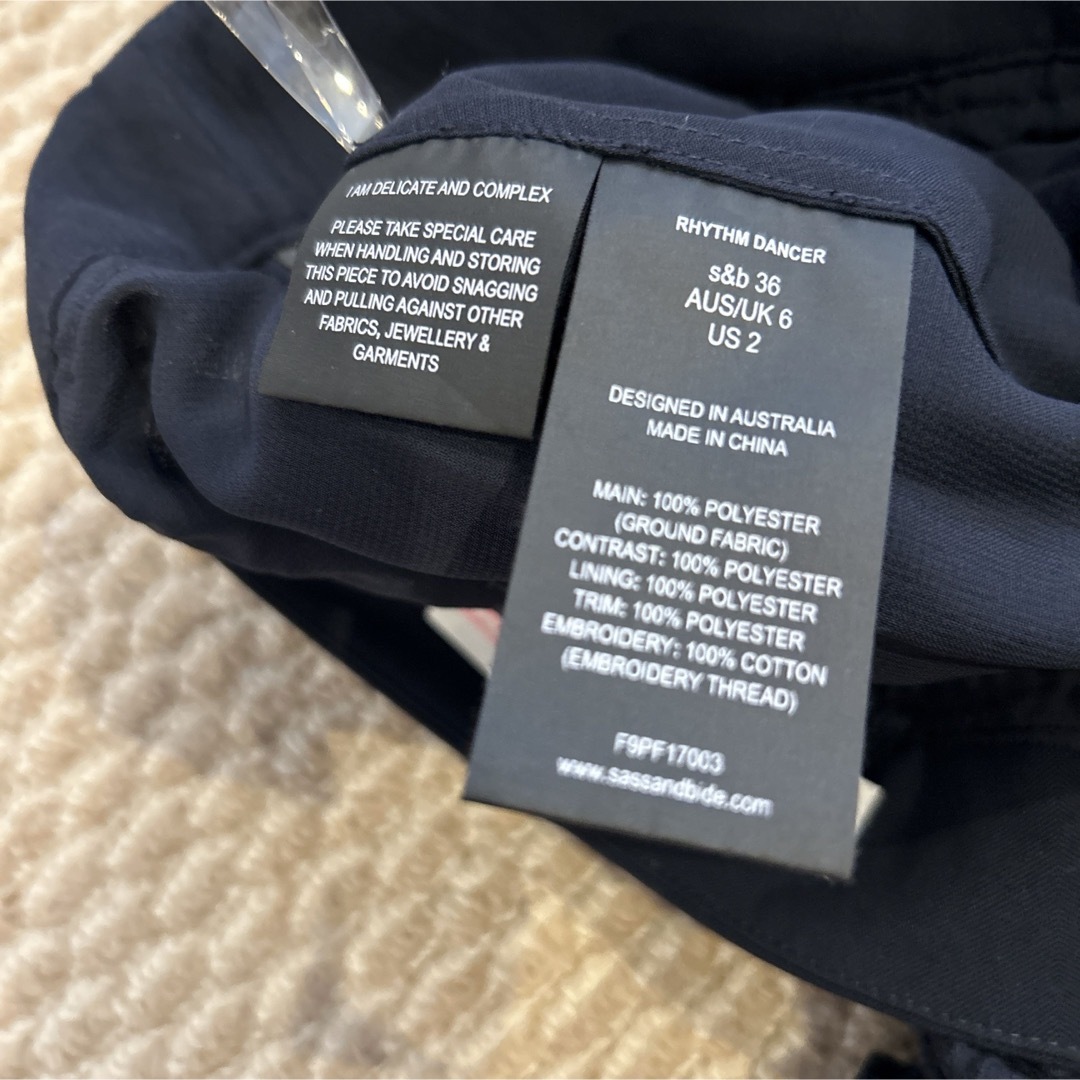 I AM DELICATE AND COMPLEX
PLEASE TAKE SPECIAL CARE
WHEN HANDLING AND STORING
THIS PIECE TO AVOID SNAGGING
AND PULLING AGAINST OTHER
FABRICS, JEWELLERY &
GARMENTS
RHYTHM DANCER
s&b 36
AUS/UK 6
US 2
DESIGNED IN AUSTRALIA
MADE IN CHINA
MAIN: 100% POLYESTER
(GROUND FABRIC)
CONTRAST: 100% POLYESTER
LINING: 100% POLYESTER
TRIM: 100% POLYESTER
EMBROIDERY: 100% COTTON
(EMBROIDERY THREAD)
F9PF17003
www.sassandbide.com